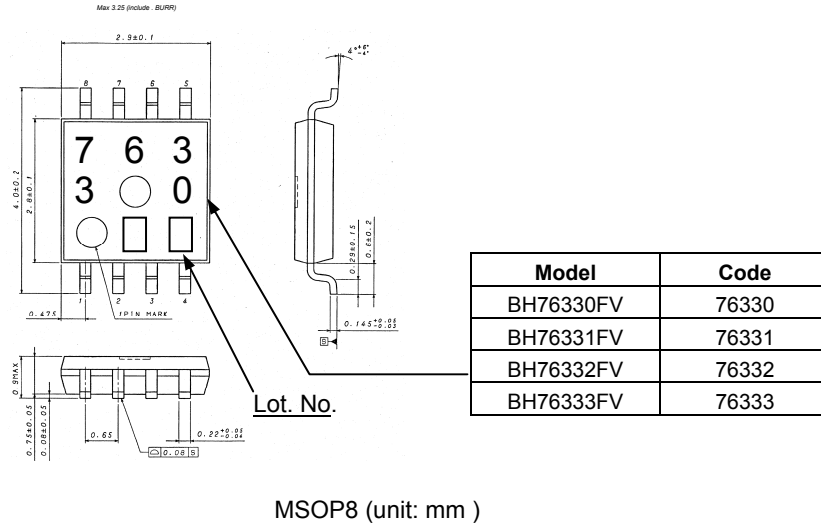 Max 3.25 (include . BURR)
2.9±0.1
4° +6° -4°
8 7 6 5
4.0±0.2
2.8±0.1
7 6 3
3 0
1 2 3 4
0.475
1PIN MARK
0.29±0.15
0.6±0.2
0.145 +0.05 -0.03
S
Model Code
BH76330FV 76330
BH76331FV 76331
BH76332FV 76332
BH76333FV 76333
Lot. No.
0.9MAX
0.75±0.05
0.08±0.05
0.65
0.22 +0.05 -0.04
0.08 S
MSOP8 (unit: mm )